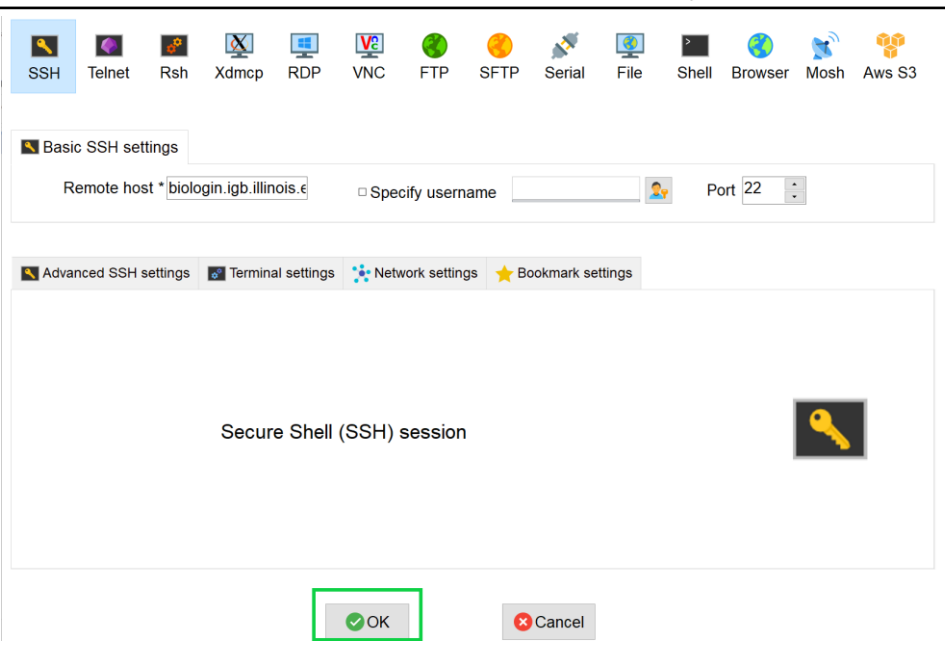 SSH Telnet Rsh Xdmcp RDP VNC FTP SFTP Serial File Shell Browser Mosh Aws S3
Basic SSH settings
Remote host * biologin.igb.illinois.e Specify username Port 22
Advanced SSH settings Terminal settings Network settings Bookmark settings
Secure Shell (SSH) session
OK Cancel